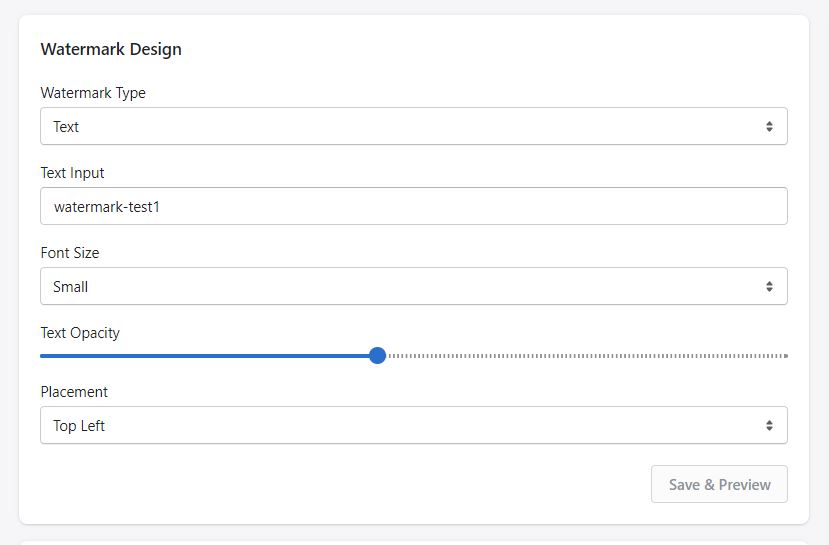 Watermark Design
Watermark Type
Text
Text Input
watermark-test1
Font Size
Small
Text Opacity
Placement
Top Left
Save & Preview